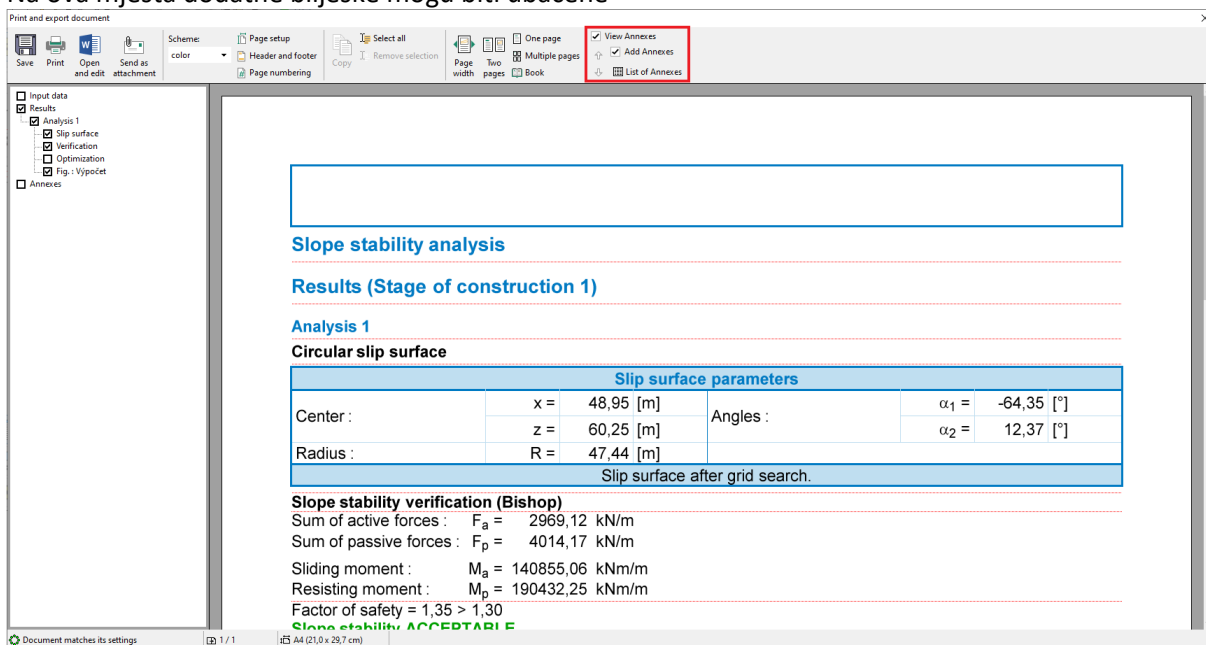 Na ova mjesta dodatne bilješke mogu biti ubačene
Print and export document
Save
Print
Open and edit
Send as attachment
Scheme:
color
Page setup
Header and footer
Page numbering
Copy
Select all
Remove selection
Page width
Two pages
One page
Multiple pages
Book
View Annexes
Add Annexes
List of Annexes
Input data
Results
Analysis 1
Slip surface
Verification
Optimization
Fig. : Výpočet
Annexes
Slope stability analysis
Results (Stage of construction 1)
Analysis 1
Circular slip surface
Slip surface parameters
Center : x = 48,95 [m] Angles : α1 = -64,35 [°]
z = 60,25 [m] α2 = 12,37 [°]
Radius : R = 47,44 [m]
Slip surface after grid search.
Slope stability verification (Bishop)
Sum of active forces : Fa = 2969,12 kN/m
Sum of passive forces : Fp = 4014,17 kN/m
Sliding moment : Ma = 140855,06 kNm/m
Resisting moment : Mp = 190432,25 kNm/m
Factor of safety = 1,35 > 1,30
Slope stability ACCEPTABLE
Document matches its settings
1 / 1
A4 (21,0 x 29,7 cm)